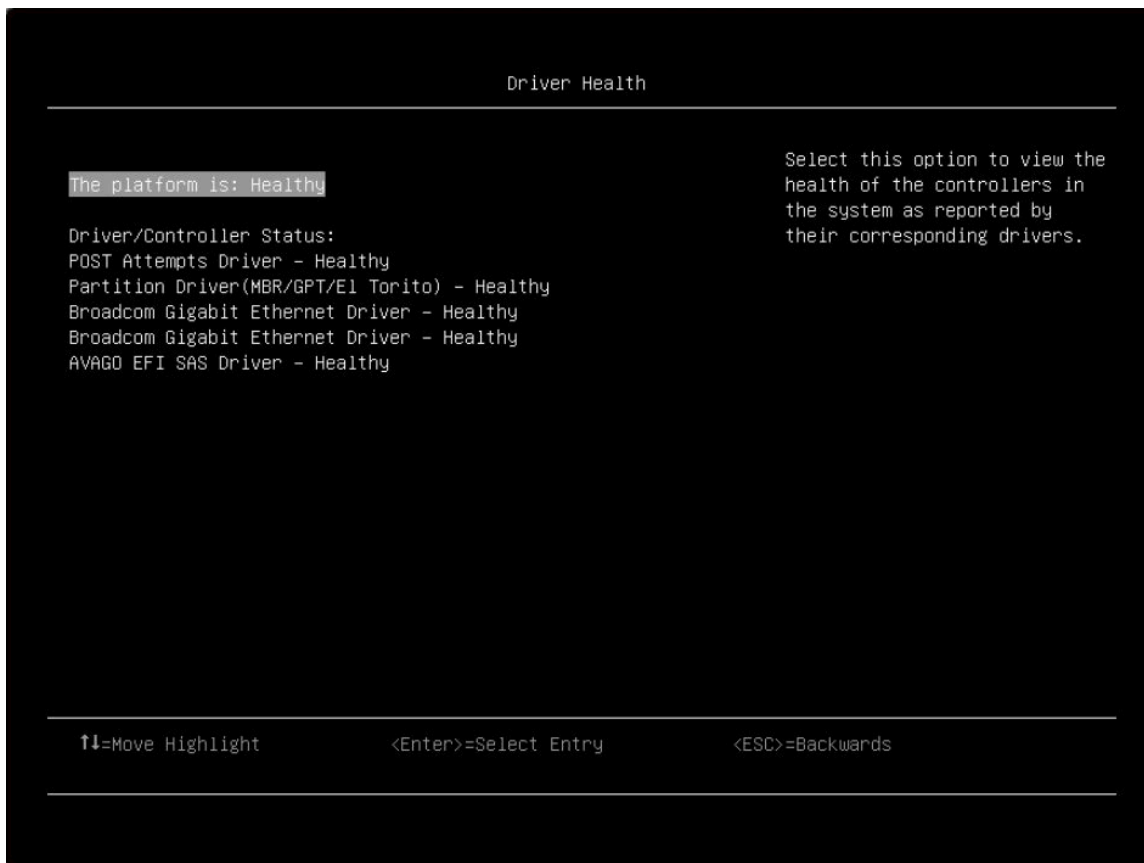 Driver Health
The platform is: Healthy
Driver/Controller Status:
POST Attempts Driver – Healthy
Partition Driver(MBR/GPT/El Torito) – Healthy
Broadcom Gigabit Ethernet Driver – Healthy
Broadcom Gigabit Ethernet Driver – Healthy
AVAGO EFI SAS Driver – Healthy
Select this option to view the
health of the controllers in
the system as reported by
their corresponding drivers.
↑↓=Move Highlight
<Enter>=Select Entry
<ESC>=Backwards